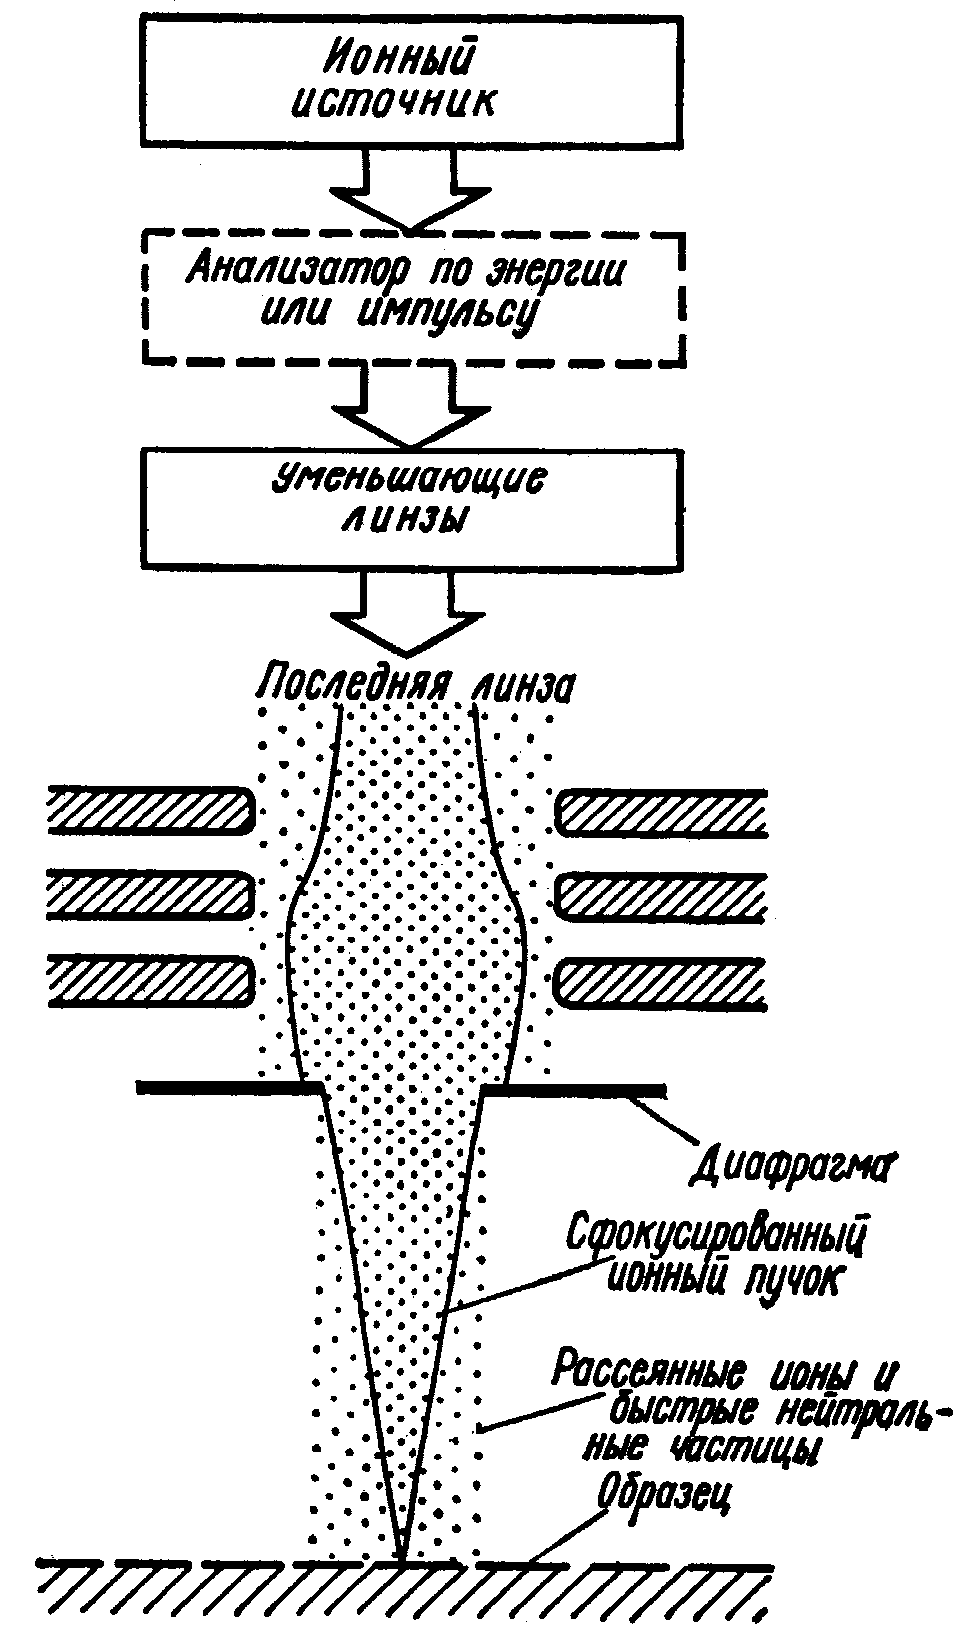 Ионный
источник
Анализатор по энергии
или импульсу
Уменьшающие
линзы
Последняя линза
Диафрагма
Сфокусированный
ионный пучок
Рассеянные ионы и
быстрые нейтраль-
ные частицы
Образец